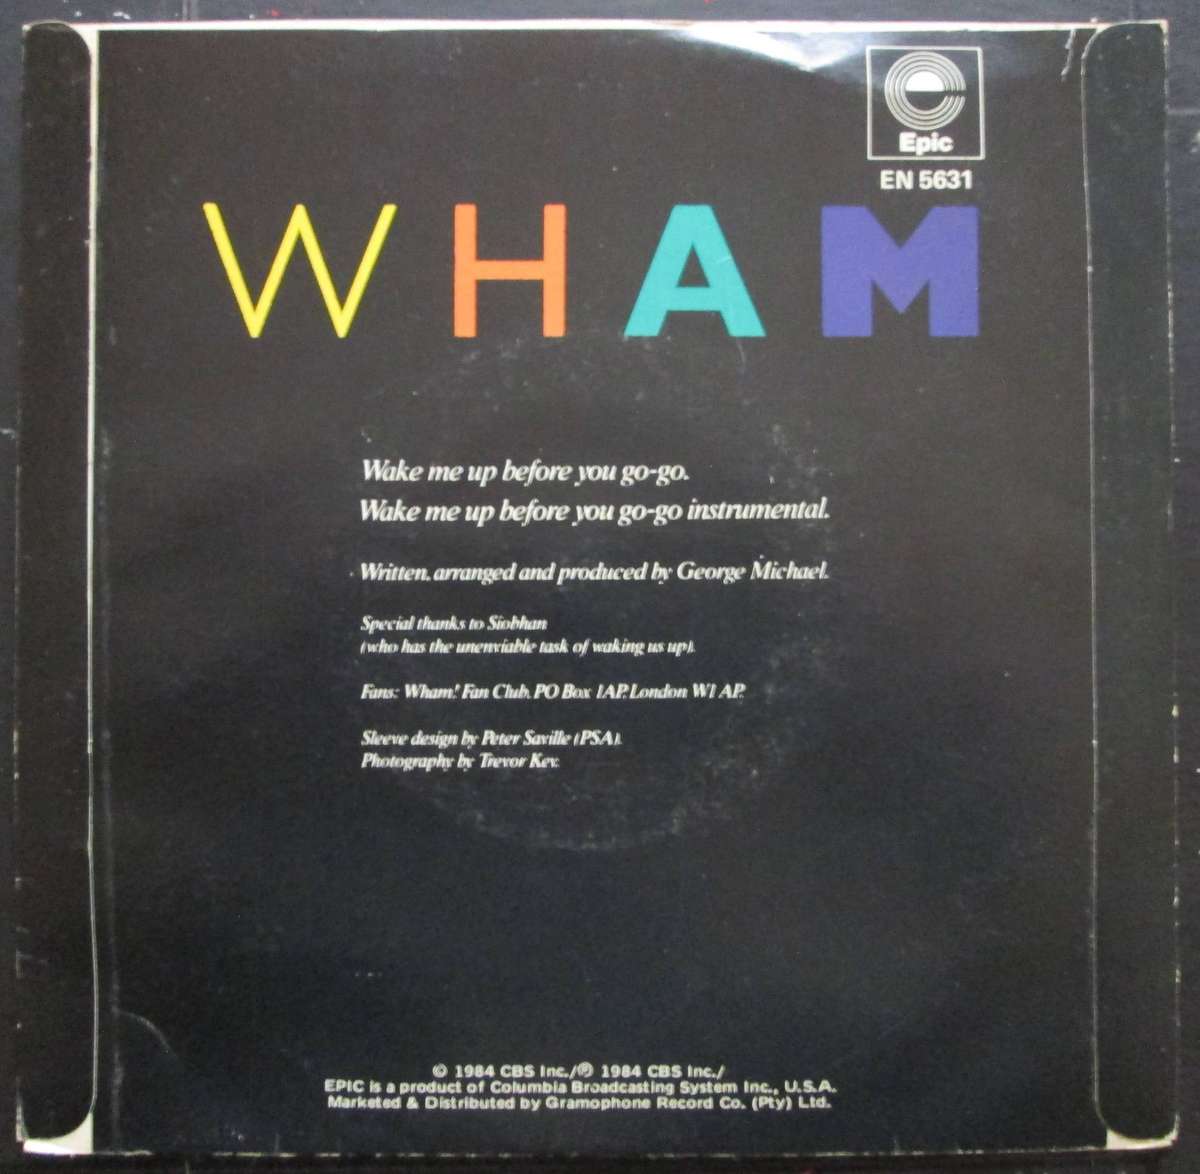 Epic
EN 5631
WHAM
Wake me up before you go-go.
Wake me up before you go-go instrumental.
Written, arranged and produced by George Michael.
Special thanks to Siobhan
(who has the unenviable task of waking us up).
Fans: Wham! Fan Club, PO Box 1AP, London W1 AP.
Sleeve design by Peter Saville (PSA).
Photography by Trevor Key.
© 1984 CBS Inc./℗ 1984 CBS Inc./
EPIC is a product of Columbia Broadcasting System Inc., U.S.A.
Marketed & Distributed by Gramophone Record Co. (Pty) Ltd.